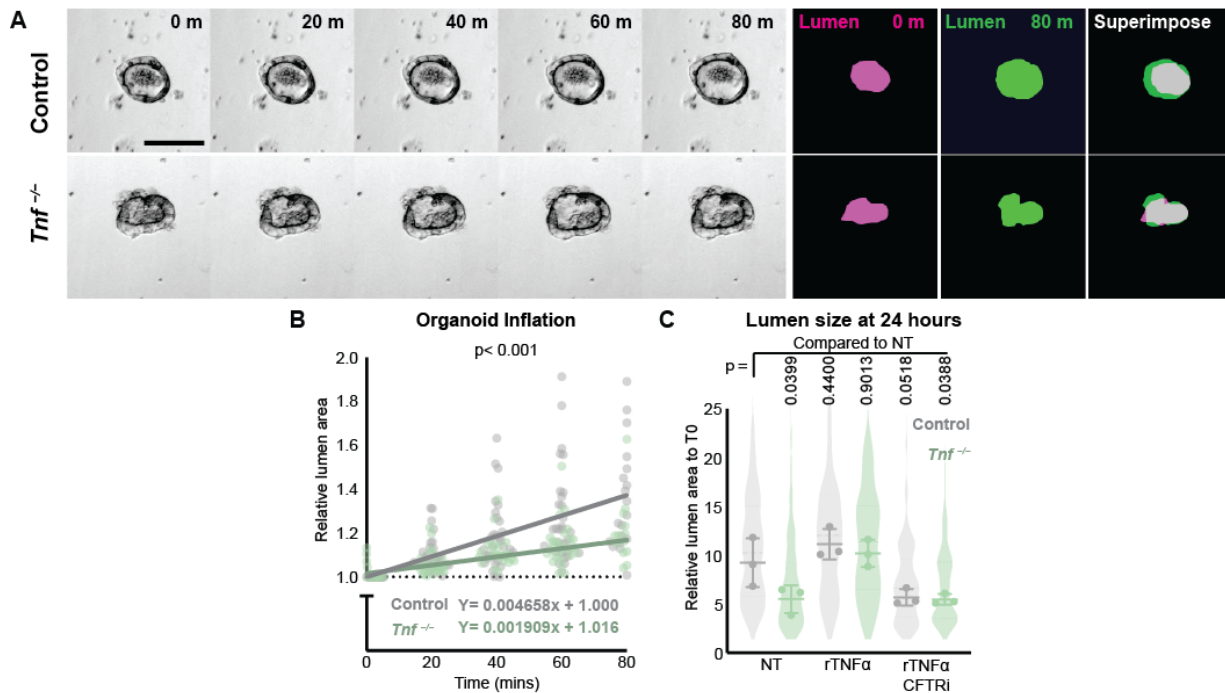 A
0 m 20 m 40 m 60 m 80 m
Lumen 0 m Lumen 80 m Superimpose
Control
Tnf –/–
B Organoid Inflation
p< 0.001
Relative lumen area
2.0
1.8
1.6
1.4
1.2
1.0
Control Y= 0.004658x + 1.000
Tnf –/– Y= 0.001909x + 1.016
0 20 40 60 80
Time (mins)
C Lumen size at 24 hours
Compared to NT
p = 0.0399 0.4400 0.9013 0.0518 0.0388
Relative lumen area to T0
25
20
15
10
5
0
Control
Tnf –/–
NT rTNFα rTNFα
CFTRi